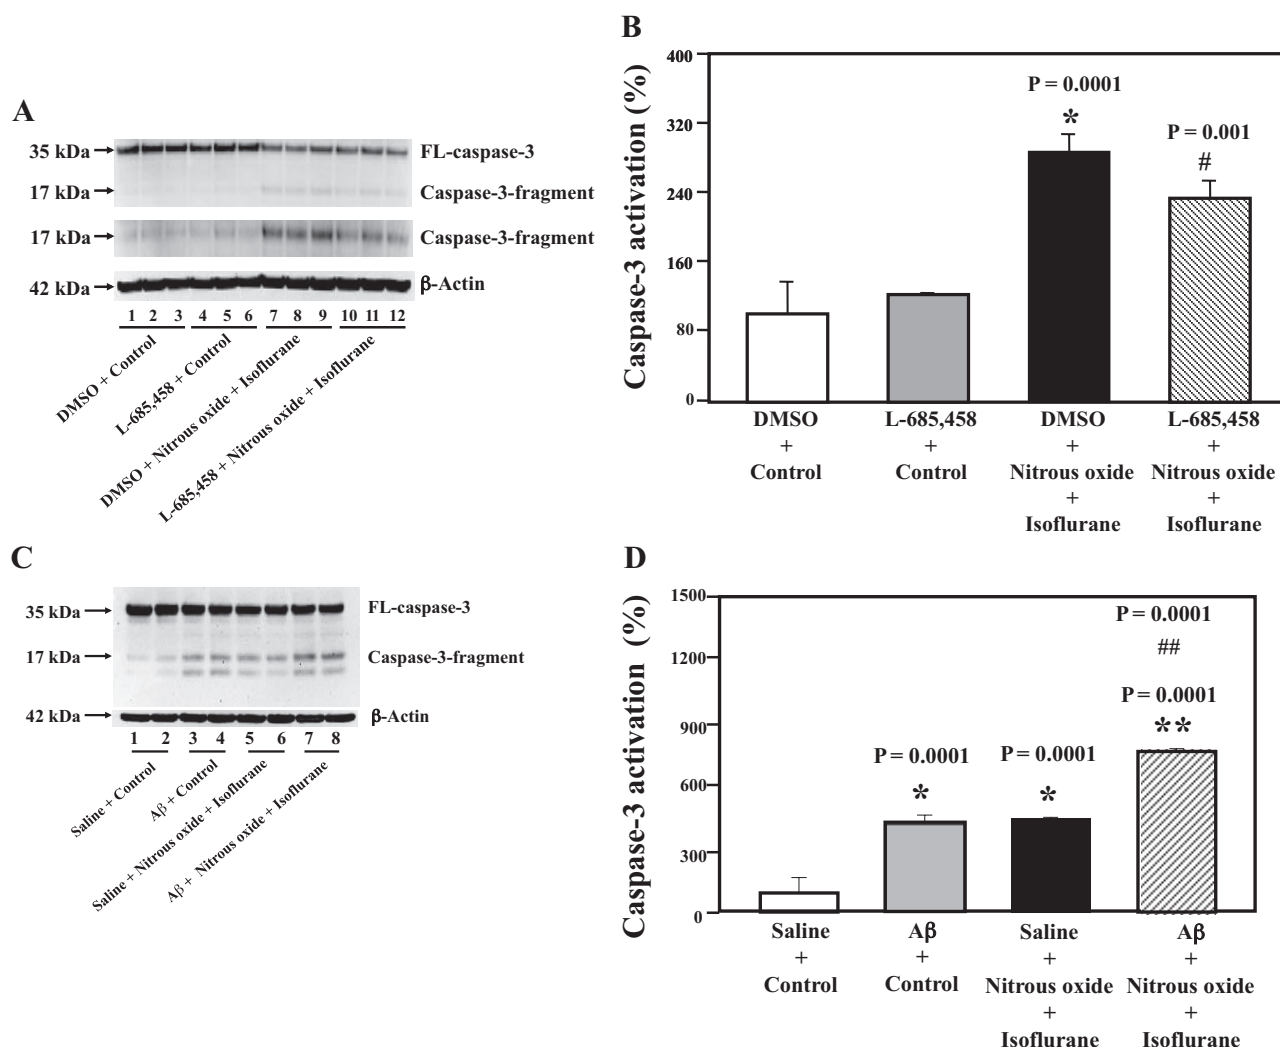 A
35 kDa
FL-caspase-3
17 kDa
Caspase-3-fragment
17 kDa
Caspase-3-fragment
42 kDa
β-Actin
1 2 3 4 5 6 7 8 9 10 11 12
DMSO + Control
L-685,458 + Control
DMSO + Nitrous oxide + Isoflurane
L-685,458 + Nitrous oxide + Isoflurane
B
Caspase-3 activation (%)
400
320
240
160
80
0
P = 0.0001
*
P = 0.001
#
DMSO
+
Control
L-685,458
+
Control
DMSO
+
Nitrous oxide
+
Isoflurane
L-685,458
+
Nitrous oxide
+
Isoflurane
C
35 kDa
FL-caspase-3
17 kDa
Caspase-3-fragment
42 kDa
β-Actin
1 2 3 4 5 6 7 8
Saline + Control
Aβ + Control
Saline + Nitrous oxide + Isoflurane
Aβ + Nitrous oxide + Isoflurane
D
Caspase-3 activation (%)
1500
1200
900
600
300
0
P = 0.0001
*
P = 0.0001
*
P = 0.0001
##
P = 0.0001
**
Saline
+
Control
Aβ
+
Control
Saline
+
Nitrous oxide
+
Isoflurane
Aβ
+
Nitrous oxide
+
Isoflurane